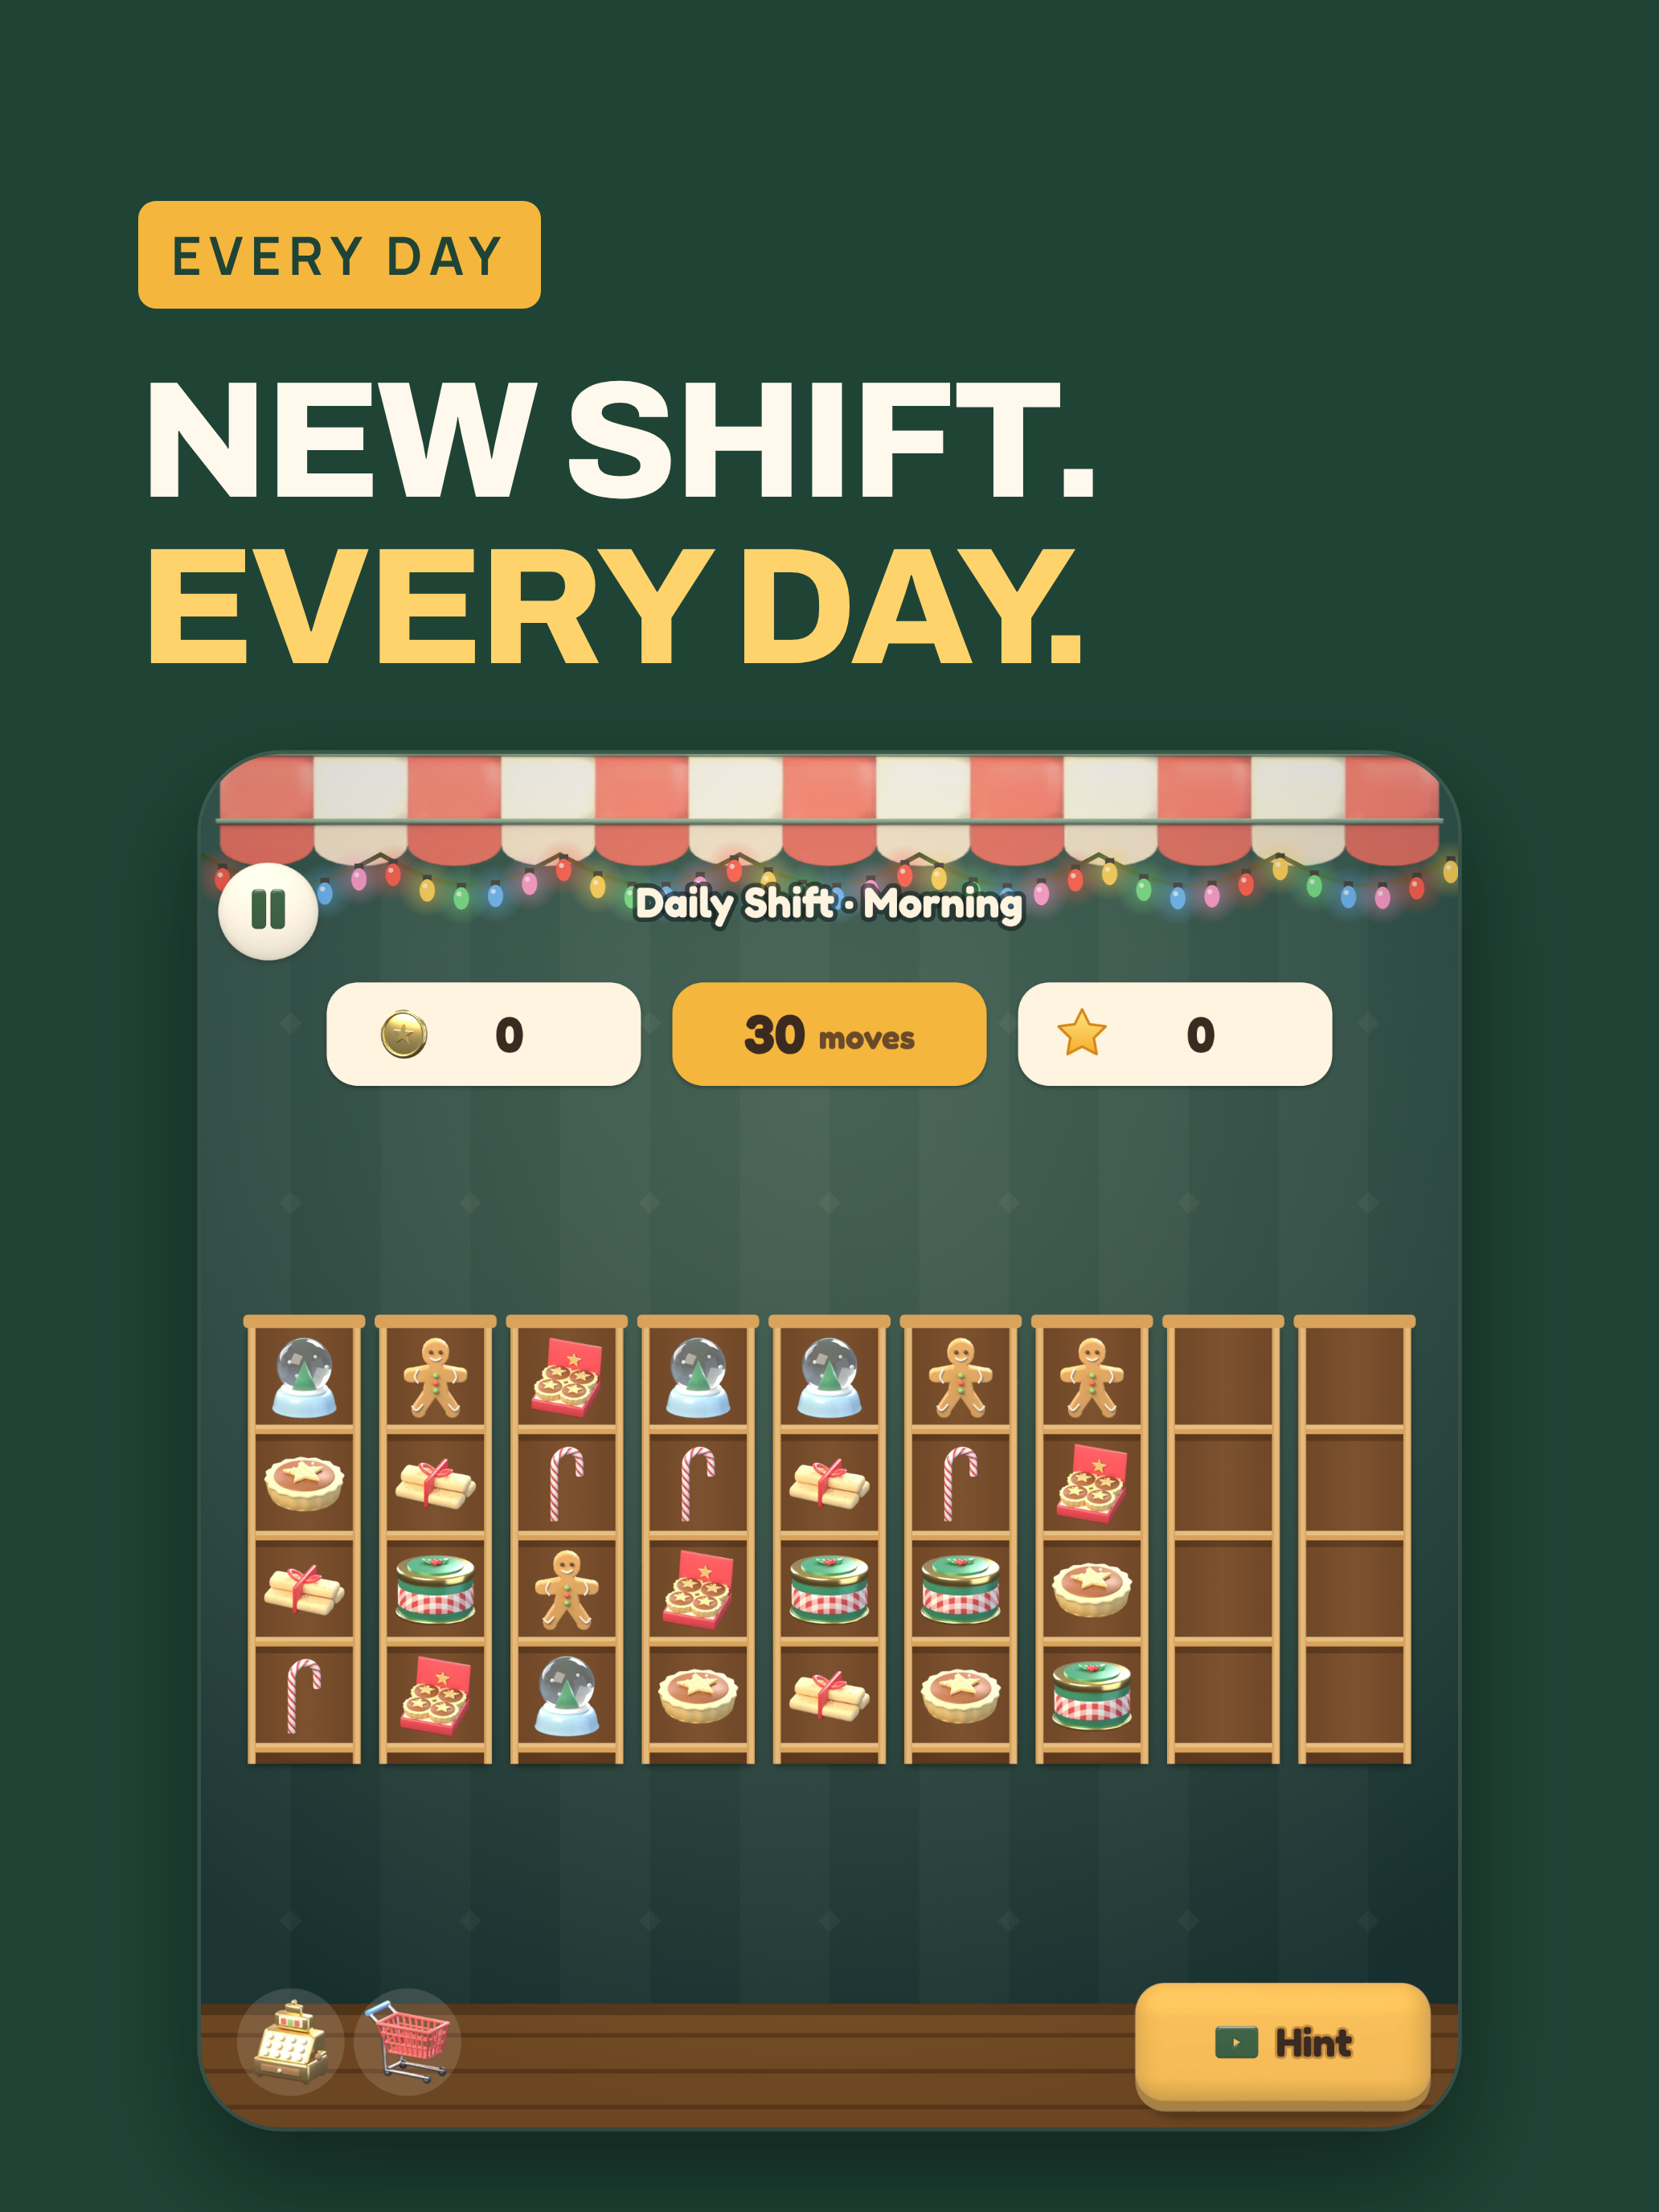 EVERY DAY
NEW SHIFT.
EVERY DAY.
Daily Shift · Morning
0
30 moves
0
Hint